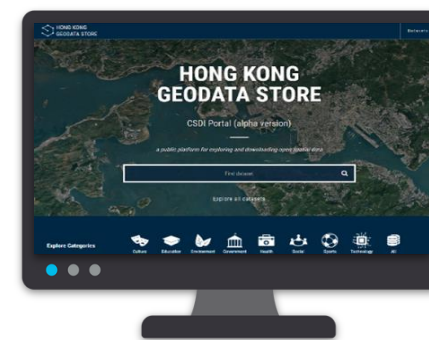 HONG KONG
GEODATA STORE
Datasets
HONG KONG
GEODATA STORE
CSDI Portal (alpha version)
a public platform for exploring and downloading open spatial data
Find dataset
Explore all datasets
Explore Categories
Culture Education Environment Government Health Social Sports Technology All